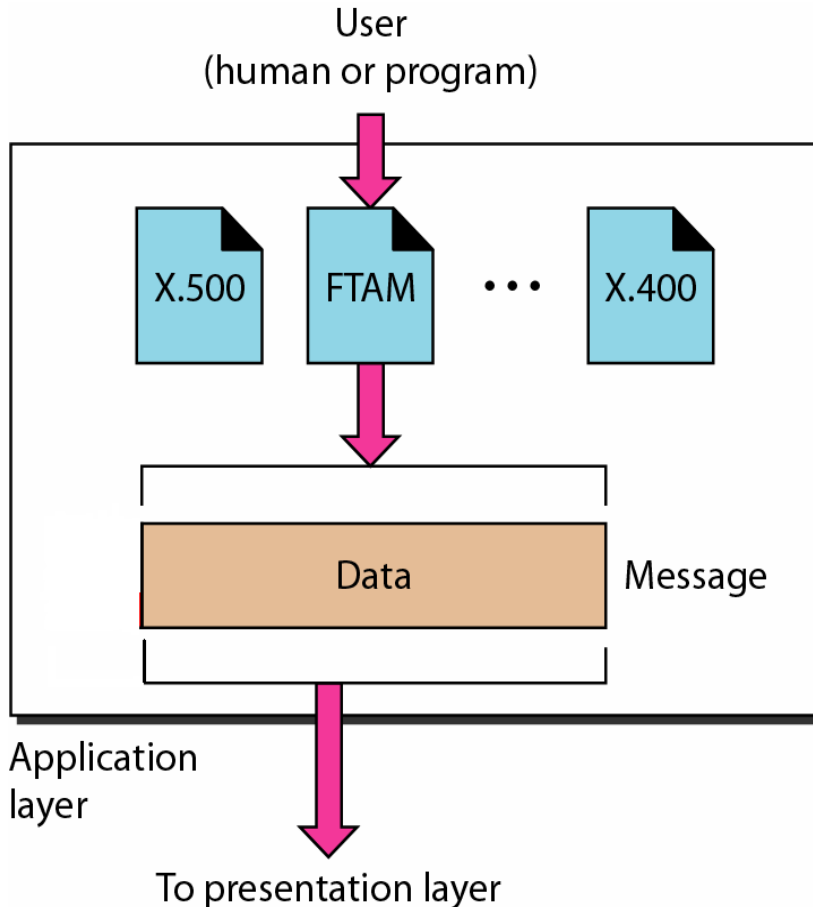 User
(human or program)
X.500
FTAM
...
X.400
Data
Message
Application
layer
To presentation layer